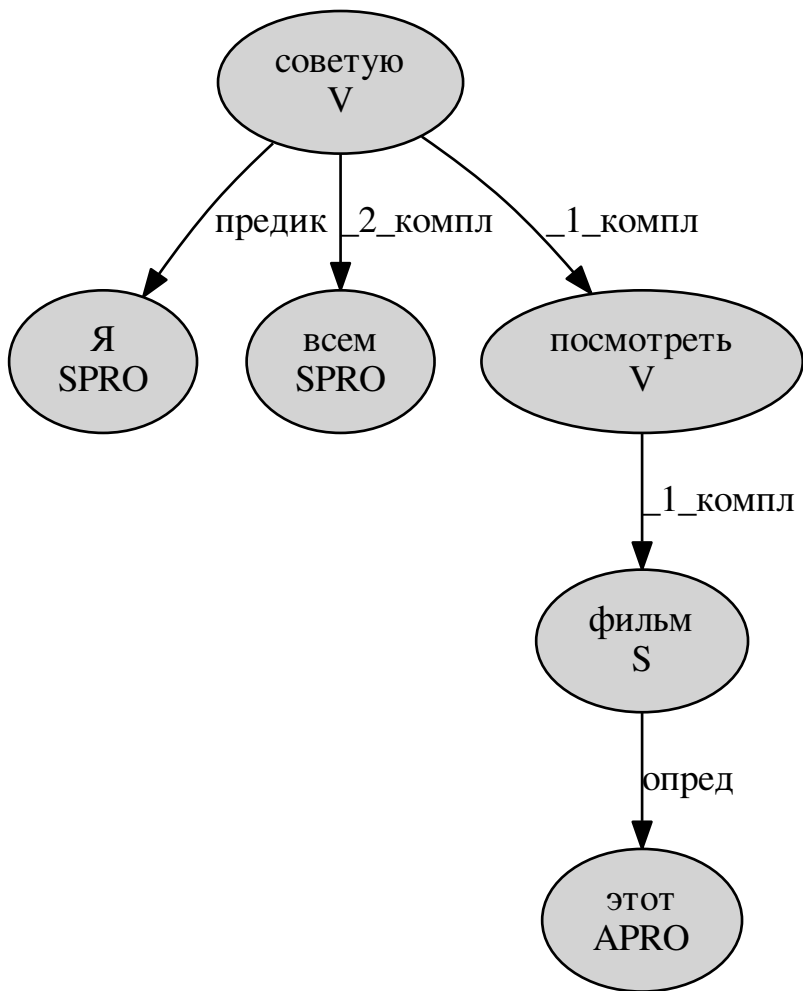 советую
V
предик
_2_компл
_1_компл
Я
SPRO
всем
SPRO
посмотреть
V
_1_компл
фильм
S
опред
этот
APRO